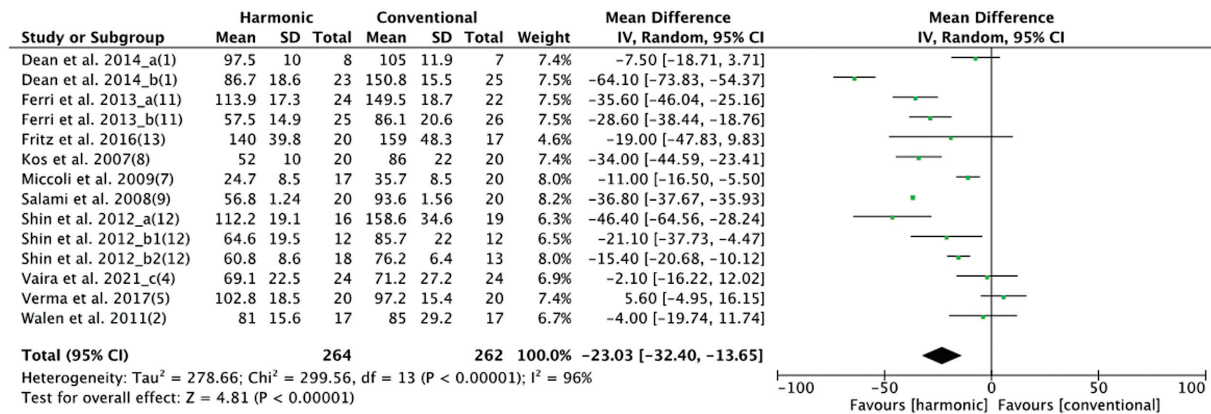 Harmonic Conventional Mean Difference Mean Difference
Study or Subgroup Mean SD Total Mean SD Total Weight IV, Random, 95% CI IV, Random, 95% CI
Dean et al. 2014_a(1) 97.5 10 8 105 11.9 7 7.4% -7.50 [-18.71, 3.71]
Dean et al. 2014_b(1) 86.7 18.6 23 150.8 15.5 25 7.5% -64.10 [-73.83, -54.37]
Ferri et al. 2013_a(11) 113.9 17.3 24 149.5 18.7 22 7.5% -35.60 [-46.04, -25.16]
Ferri et al. 2013_b(11) 57.5 14.9 25 86.1 20.6 26 7.5% -28.60 [-38.44, -18.76]
Fritz et al. 2016(13) 140 39.8 20 159 48.3 17 4.6% -19.00 [-47.83, 9.83]
Kos et al. 2007(8) 52 10 20 86 22 20 7.4% -34.00 [-44.59, -23.41]
Miccoli et al. 2009(7) 24.7 8.5 17 35.7 8.5 20 8.0% -11.00 [-16.50, -5.50]
Salami et al. 2008(9) 56.8 1.24 20 93.6 1.56 20 8.2% -36.80 [-37.67, -35.93]
Shin et al. 2012_a(12) 112.2 19.1 16 158.6 34.6 19 6.3% -46.40 [-64.56, -28.24]
Shin et al. 2012_b1(12) 64.6 19.5 12 85.7 22 12 6.5% -21.10 [-37.73, -4.47]
Shin et al. 2012_b2(12) 60.8 8.6 18 76.2 6.4 13 8.0% -15.40 [-20.68, -10.12]
Vaira et al. 2021_c(4) 69.1 22.5 24 71.2 27.2 24 6.9% -2.10 [-16.22, 12.02]
Verma et al. 2017(5) 102.8 18.5 20 97.2 15.4 20 7.4% 5.60 [-4.95, 16.15]
Walen et al. 2011(2) 81 15.6 17 85 29.2 17 6.7% -4.00 [-19.74, 11.74]
Total (95% CI) 264 262 100.0% -23.03 [-32.40, -13.65]
Heterogeneity: Tau² = 278.66; Chi² = 299.56, df = 13 (P < 0.00001); I² = 96%
Test for overall effect: Z = 4.81 (P < 0.00001)
-100 -50 0 50 100
Favours [harmonic] Favours [conventional]